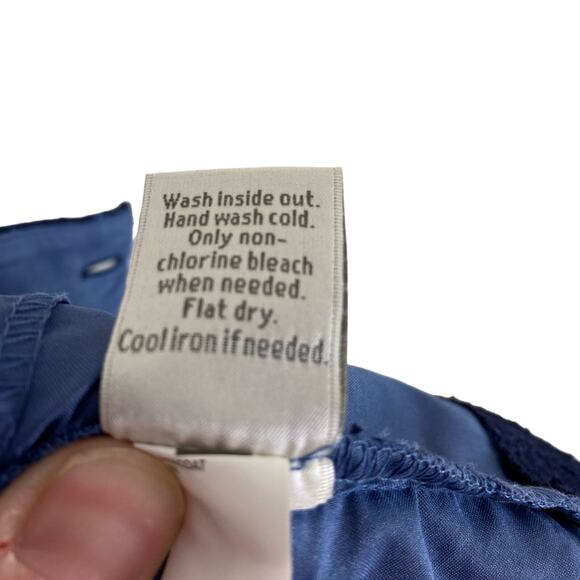 Wash inside out.
Hand wash cold.
Only non-
chlorine bleach
when needed.
Flat dry.
Cool iron if needed.